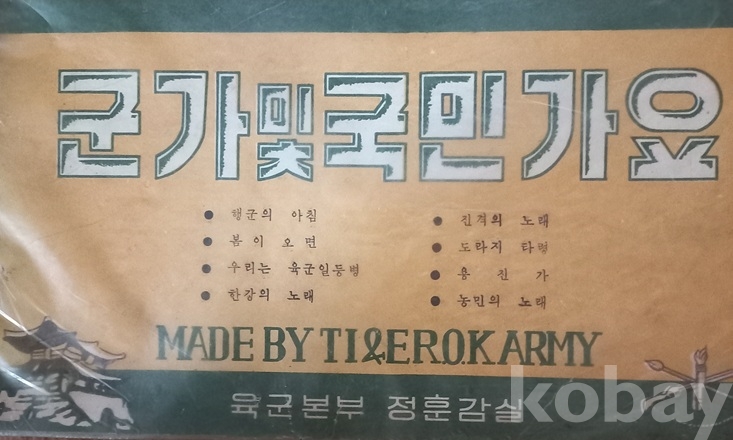 군가및국민가요
● 행군의 아침
● 봄이 오면
● 우리는 육군일등병
● 한강의 노래
● 진격의 노래
● 도라지 타령
● 용진가
● 농민의 노래
MADE BY TI&E R.O.K ARMY
육군본부 정훈감실
kobay